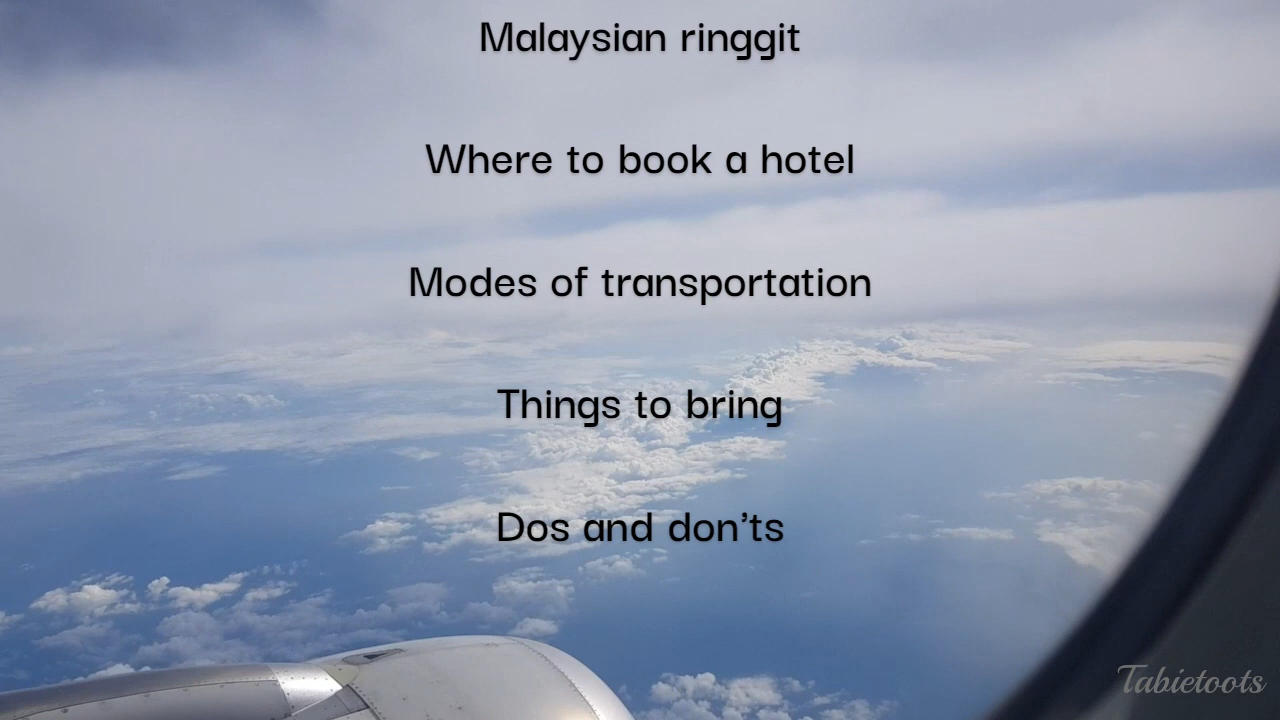 Malaysian ringgit
Where to book a hotel
Modes of transportation
Things to bring
Dos and don’ts
Tabietoots